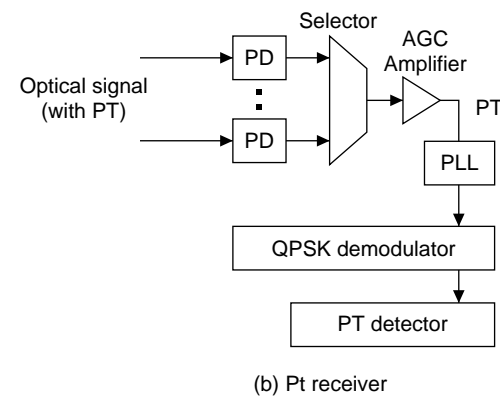 Selector
AGC
Amplifier
Optical signal
(with PT)
PD
PD
PT
PLL
QPSK demodulator
PT detector
(b) Pt receiver